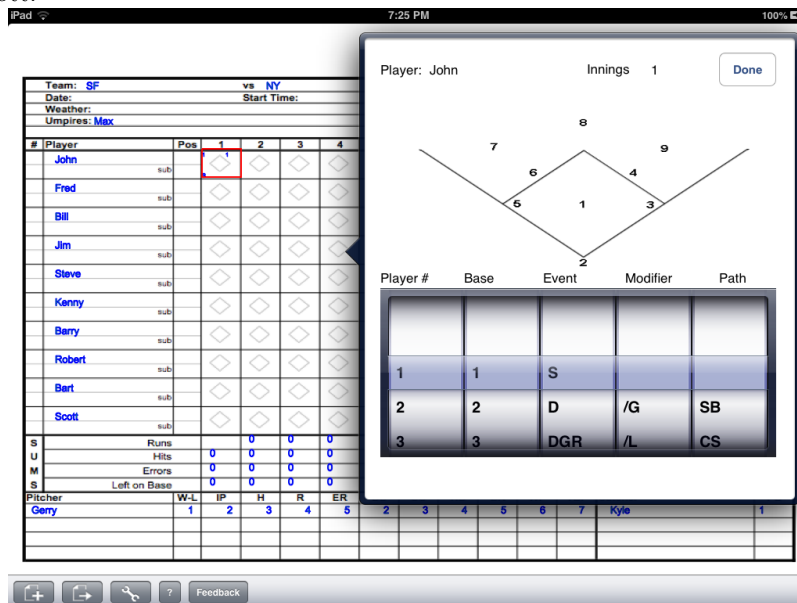 iPad 7:25 PM 100%
Team: SF vs NY
Date: Start Time:
Weather:
Umpires: Max
# Player Pos 1 2 3 4
1 1
John
sub
Fred
sub
Bill
sub
Jim
sub
Steve
sub
Kenny
sub
Barry
sub
Robert
sub
Bart
sub
Scott
sub
S Runs 0 0 0
U Hits 0 0 0 0
M Errors 0 0 0 0
S Left on Base 0 0 0 0
Pitcher W-L IP H R ER
Gerry 1 2 3 4 5 2 3 4 5 6 7 Kyle 1
Player: John Innings 1 Done
8
7 9
6 4
5 1 3
2
Player # Base Event Modifier Path
1 1 S
2 2 D /G SB
3 3 DGR /L CS
? Feedback